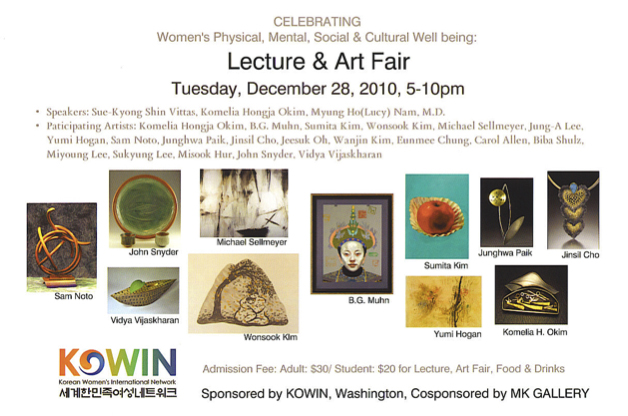 CELEBRATING
Women's Physical, Mental, Social & Cultural Well being:
Lecture & Art Fair
Tuesday, December 28, 2010, 5-10pm
• Speakers: Sue-Kyong Shin Vittas, Komelia Hongja Okim, Myung Ho(Lucy) Nam, M.D.
• Paticipating Artists: Komelia Hongja Okim, B.G. Muhn, Sumita Kim, Wonsook Kim, Michael Sellmeyer, Jung-A Lee,
Yumi Hogan, Sam Noto, Junghwa Paik, Jinsil Cho, Jeesuk Oh, Wanjin Kim, Eunmee Chung, Carol Allen, Biba Shulz,
Miyoung Lee, Sukyung Lee, Misook Hur, John Snyder, Vidya Vijaskharan
Sam Noto
John Snyder
Vidya Vijaskharan
Michael Sellmeyer
Wonsook Kim
B.G. Muhn
Sumita Kim
Yumi Hogan
Junghwa Paik
Komelia H. Okim
Jinsil Cho
KOWIN
Korean Women's International Network
세계한민족여성네트워크
Admission Fee: Adult: $30/ Student: $20 for Lecture, Art Fair, Food & Drinks
Sponsored by KOWIN, Washington, Cosponsored by MK GALLERY